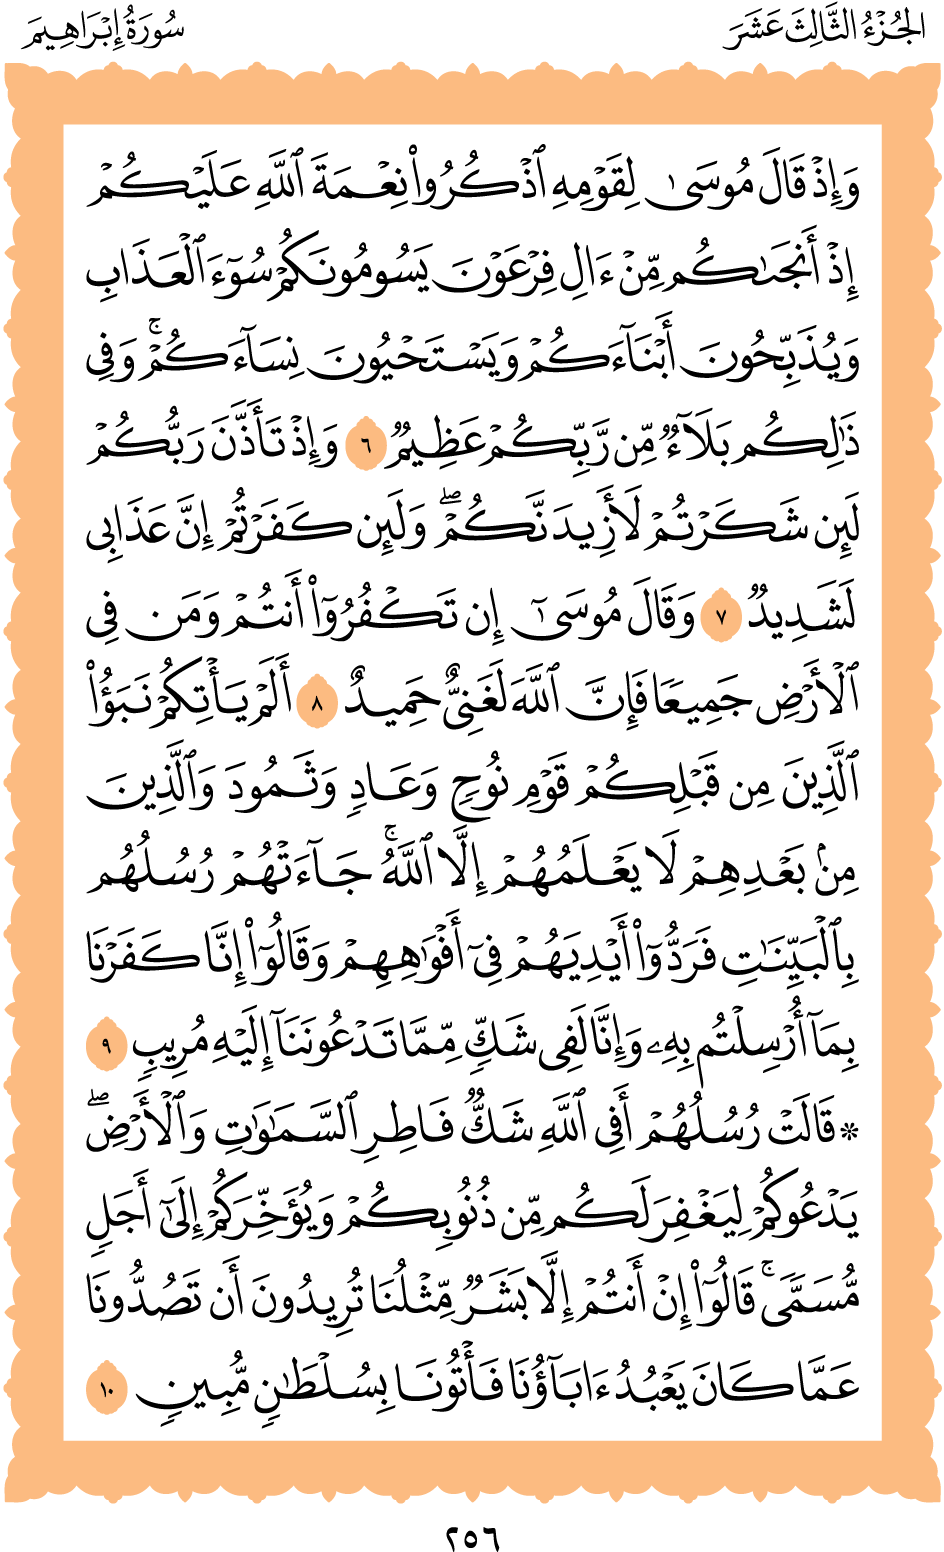 الجُزْءُ الثَّالِثَ عَشَرَ
سُورَةُ إِبْرَاهِيمَ
وَإِذْ قَالَ مُوسَىٰ لِقَوْمِهِ ٱذْكُرُوا۟ نِعْمَةَ ٱللَّهِ عَلَيْكُمْ
إِذْ أَنجَىٰكُم مِّنْ ءَالِ فِرْعَوْنَ يَسُومُونَكُمْ سُوٓءَ ٱلْعَذَابِ
وَيُذَبِّحُونَ أَبْنَآءَكُمْ وَيَسْتَحْيُونَ نِسَآءَكُمْ ۚ وَفِى
ذَٰلِكُم بَلَآءٌ مِّن رَّبِّكُمْ عَظِيمٌ ٦ وَإِذْ تَأَذَّنَ رَبُّكُمْ
لَئِن شَكَرْتُمْ لَأَزِيدَنَّكُمْ ۖ وَلَئِن كَفَرْتُمْ إِنَّ عَذَابِى
لَشَدِيدٌ ٧ وَقَالَ مُوسَىٰٓ إِن تَكْفُرُوٓا۟ أَنتُمْ وَمَن فِى
ٱلْأَرْضِ جَمِيعًا فَإِنَّ ٱللَّهَ لَغَنِىٌّ حَمِيدٌ ٨ أَلَمْ يَأْتِكُمْ نَبَؤُا۟
ٱلَّذِينَ مِن قَبْلِكُمْ قَوْمِ نُوحٍ وَعَادٍ وَثَمُودَ وَٱلَّذِينَ
مِنۢ بَعْدِهِمْ لَا يَعْلَمُهُمْ إِلَّا ٱللَّهُ ۚ جَآءَتْهُمْ رُسُلُهُم
بِٱلْبَيِّنَٰتِ فَرَدُّوٓا۟ أَيْدِيَهُمْ فِىٓ أَفْوَٰهِهِمْ وَقَالُوٓا۟ إِنَّا كَفَرْنَا
بِمَآ أُرْسِلْتُم بِهِۦ وَإِنَّا لَفِى شَكٍّ مِّمَّا تَدْعُونَنَآ إِلَيْهِ مُرِيبٍ ٩
* قَالَتْ رُسُلُهُمْ أَفِى ٱللَّهِ شَكٌّ فَاطِرِ ٱلسَّمَٰوَٰتِ وَٱلْأَرْضِ ۖ
يَدْعُوكُمْ لِيَغْفِرَ لَكُم مِّن ذُنُوبِكُمْ وَيُؤَخِّرَكُمْ إِلَىٰٓ أَجَلٍ
مُّسَمًّى ۚ قَالُوٓا۟ إِنْ أَنتُمْ إِلَّا بَشَرٌ مِّثْلُنَا تُرِيدُونَ أَن تَصُدُّونَا
عَمَّا كَانَ يَعْبُدُ ءَابَآؤُنَا فَأْتُونَا بِسُلْطَٰنٍ مُّبِينٍ ١٠
٢٥٦